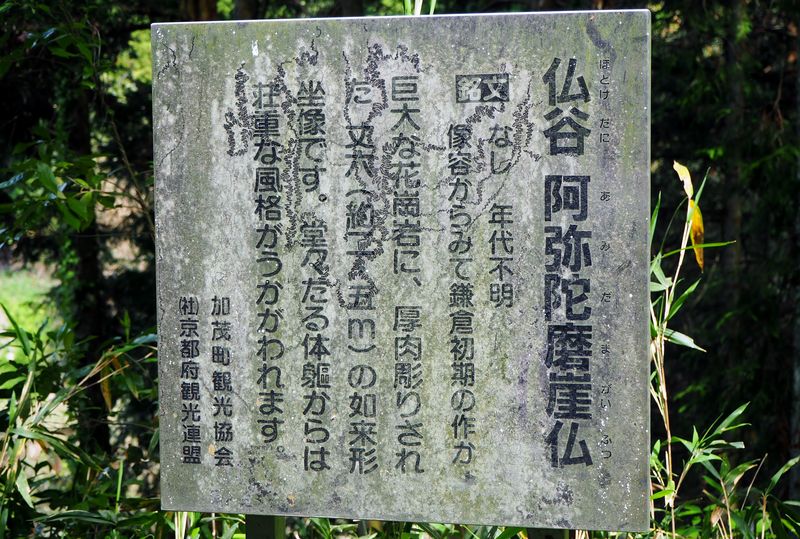 ほとけ だに あ み だ ま がい ぶつ
仏谷 阿弥陀磨崖仏
銘文 なし 年代不明
像容からみて鎌倉初期の作か。
巨大な花崗岩に、厚肉彫りされ
た、丈六(約 五m)の如来形
坐像です。堂々たる体軀からは
荘重な風格がうかがわれます。
加茂町観光協会
(社)京都府観光連盟